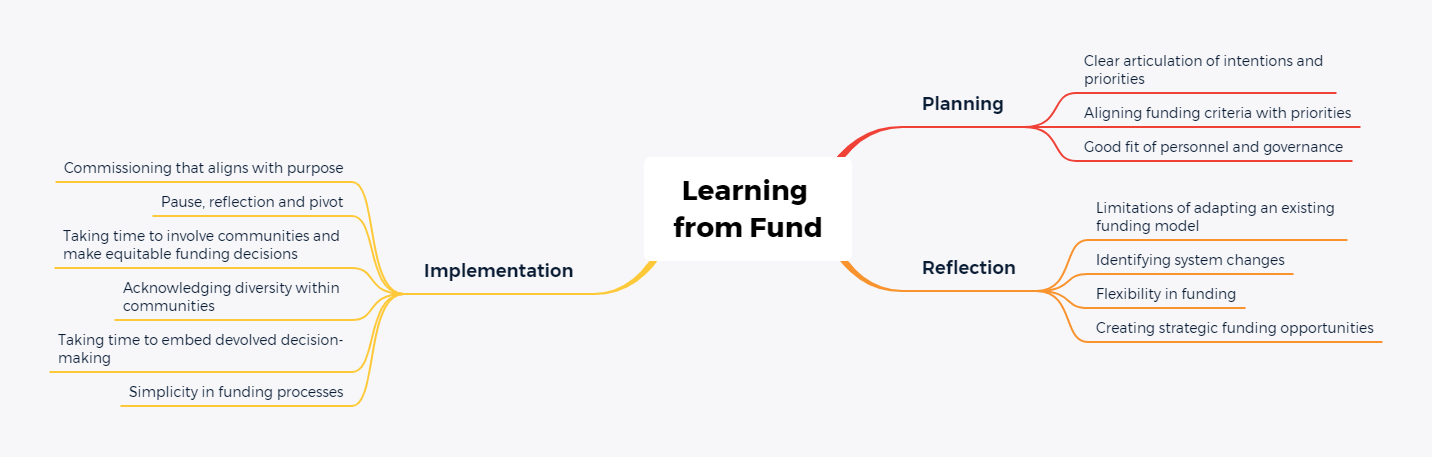 Learning
from Fund
Planning
Clear articulation of intentions and
priorities
Aligning funding criteria with priorities
Good fit of personnel and governance
Reflection
Limitations of adapting an existing
funding model
Identifying system changes
Flexibility in funding
Creating strategic funding opportunities
Implementation
Commissioning that aligns with purpose
Pause, reflection and pivot
Taking time to involve communities and
make equitable funding decisions
Acknowledging diversity within
communities
Taking time to embed devolved decision-
making
Simplicity in funding processes